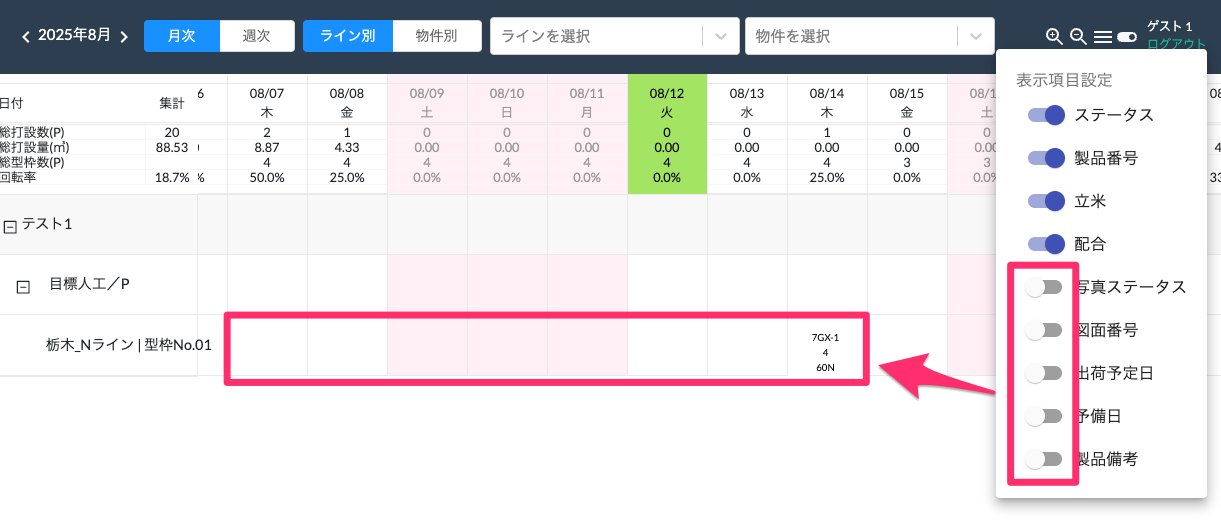 2025年8月 月次 週次 ライン別 物件別 ラインを選択 物件を選択 ゲスト 1
ログアウト
表示項目設定
ステータス
製品番号
立米
配合
写真ステータス
図面番号
出荷予定日
予備日
製品備考
日付 集計 6 08/07 08/08 08/09 08/10 08/11 08/12 08/13 08/14 08/15 08/1
木 金 土 日 月 火 水 木 金 土
総打設数(P) 20 2 1 0 0 0 0 0 1 0 0
総打設量(㎥) 88.53 8.87 4.33 0.00 0.00 0.00 0.00 0.00 0.00 0.00 0.00
総型枠数(P) 4 4 4 4 4 4 4 4 3 3
回転率 18.7% % 50.0% 25.0% 0.0% 0.0% 0.0% 0.0% 0.0% 25.0% 0.0% 0.0%
テスト1
目標人工／P
栃木_Nライン | 型枠No.01
7GX-1
4
60N